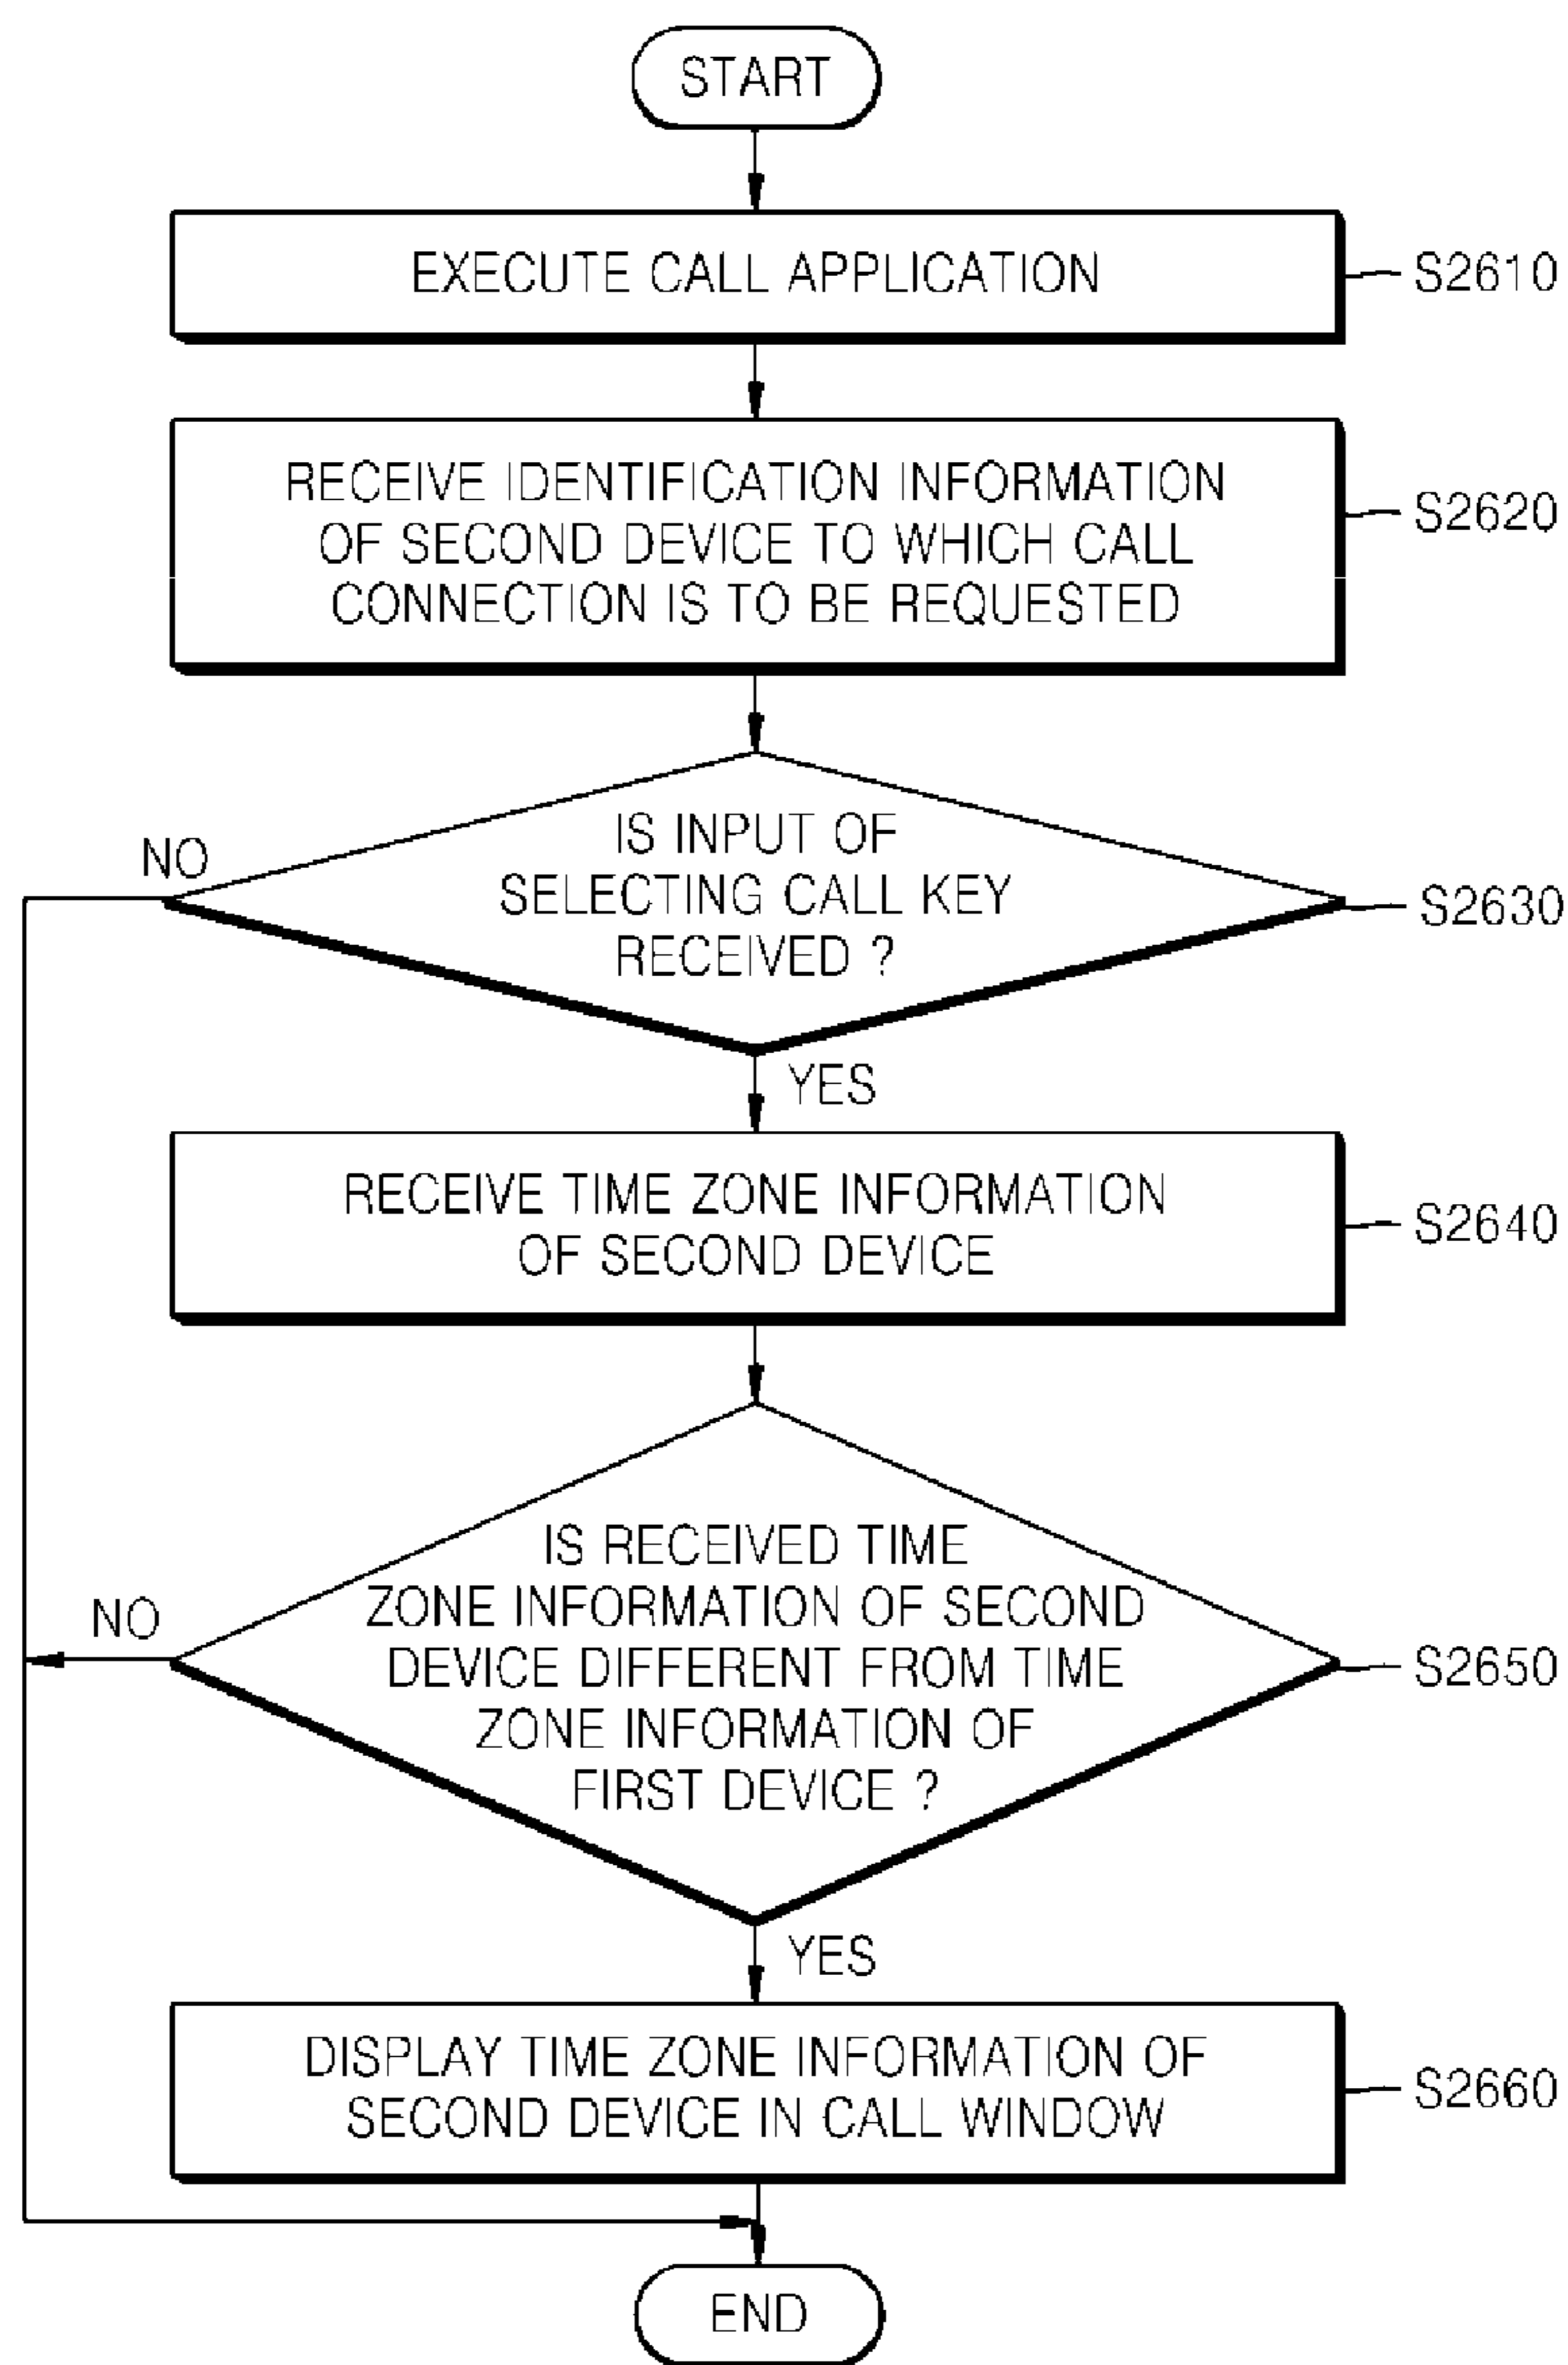 START
EXECUTE CALL APPLICATION
S2610
RECEIVE IDENTIFICATION INFORMATION
OF SECOND DEVICE TO WHICH CALL
CONNECTION IS TO BE REQUESTED
S2620
IS INPUT OF
SELECTING CALL KEY
RECEIVED ?
NO
S2630
YES
RECEIVE TIME ZONE INFORMATION
OF SECOND DEVICE
S2640
IS RECEIVED TIME
ZONE INFORMATION OF SECOND
DEVICE DIFFERENT FROM TIME
ZONE INFORMATION OF
FIRST DEVICE ?
NO
S2650
YES
DISPLAY TIME ZONE INFORMATION OF
SECOND DEVICE IN CALL WINDOW
S2660
END